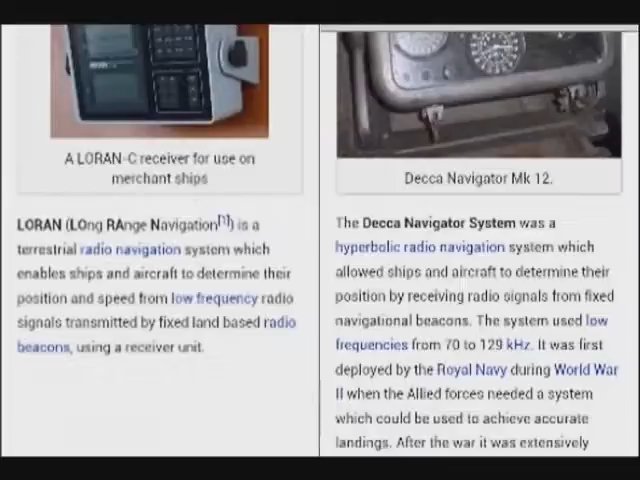 A LORAN-C receiver for use on
merchant ships
LORAN (LOng RAnge Navigation[1]) is a
terrestrial radio navigation system which
enables ships and aircraft to determine their
position and speed from low frequency radio
signals transmitted by fixed land based radio
beacons, using a receiver unit.
Decca Navigator Mk 12.
The Decca Navigator System was a
hyperbolic radio navigation system which
allowed ships and aircraft to determine their
position by receiving radio signals from fixed
navigational beacons. The system used low
frequencies from 70 to 129 kHz. It was first
deployed by the Royal Navy during World War
II when the Allied forces needed a system
which could be used to achieve accurate
landings. After the war it was extensively